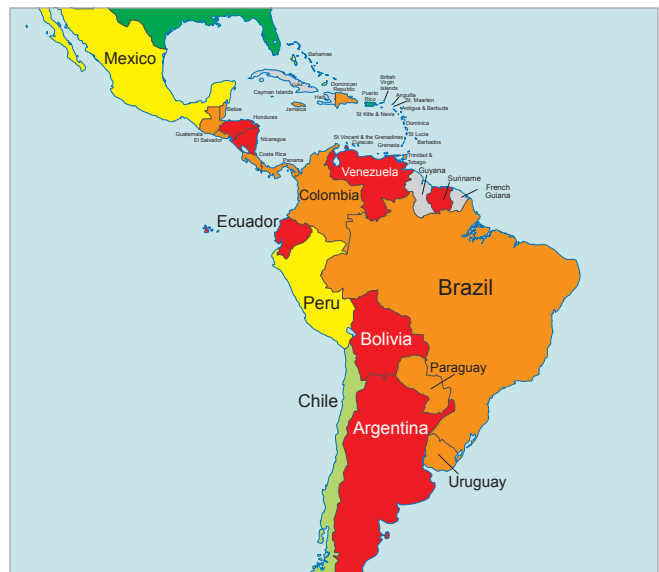 Mexico
Bahamas
Cuba
Cayman Islands
Haiti
Dominican
Republic
Jamaica
Puerto
Rico
British
Virgin
Islands
Anguilla
St. Maarten
Antigua & Barbuda
St Kitts & Nevis
Dominica
St Lucia
Barbados
St Vincent & the Grenadines
Curacao
Grenada
Trinidad &
Tobago
Belize
Honduras
Guatemala
El Salvador
Nicaragua
Costa Rica
Panama
Venezuela
Guyana
Suriname
French
Guiana
Colombia
Ecuador
Peru
Brazil
Bolivia
Paraguay
Chile
Argentina
Uruguay